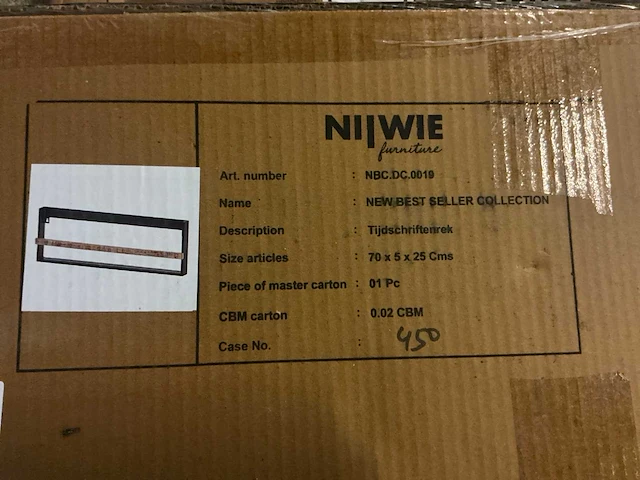 NIJWIE
furniture
Art. number : NBC.DC.0019
Name : NEW BEST SELLER COLLECTION
Description : Tijdschriftenrek
Size articles : 70 x 5 x 25 Cms
Piece of master carton : 01 Pc
CBM carton : 0.02 CBM
Case No. : 450